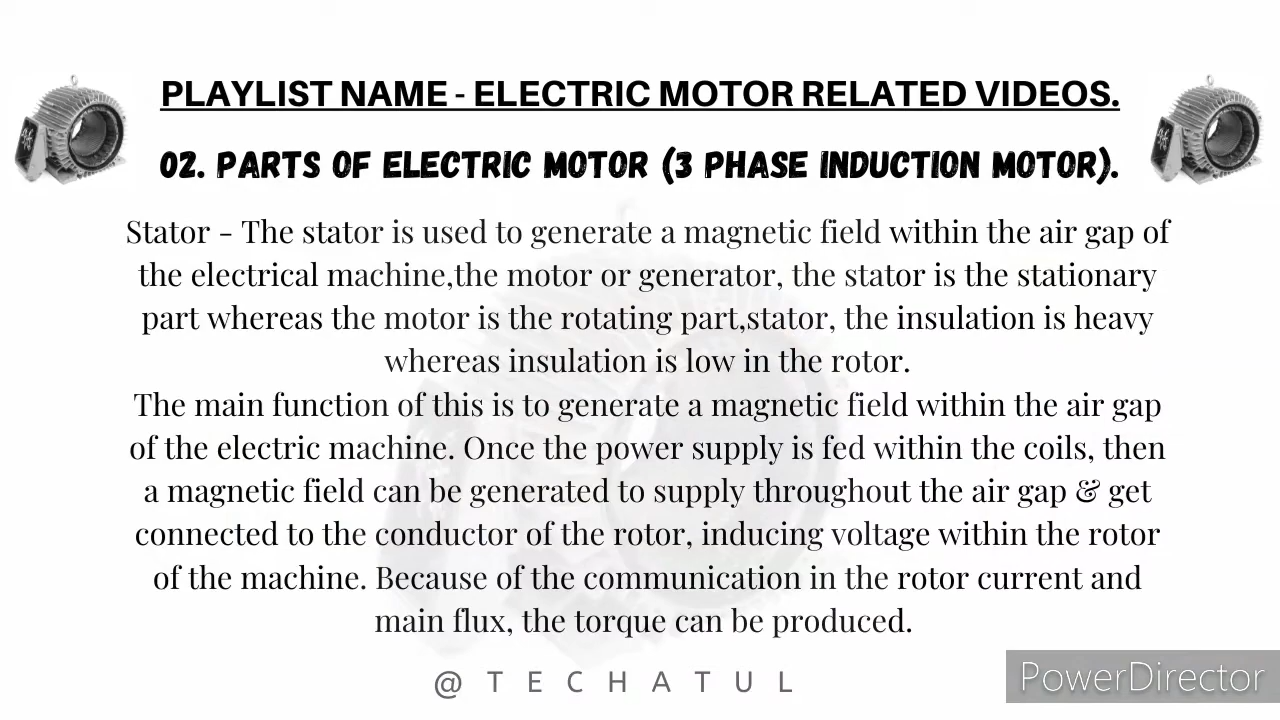 PLAYLIST NAME - ELECTRIC MOTOR RELATED VIDEOS.
02. PARTS OF ELECTRIC MOTOR (3 PHASE INDUCTION MOTOR).
Stator - The stator is used to generate a magnetic field within the air gap of
the electrical machine,the motor or generator, the stator is the stationary
part whereas the motor is the rotating part,stator, the insulation is heavy
whereas insulation is low in the rotor.
The main function of this is to generate a magnetic field within the air gap
of the electric machine. Once the power supply is fed within the coils, then
a magnetic field can be generated to supply throughout the air gap & get
connected to the conductor of the rotor, inducing voltage within the rotor
of the machine. Because of the communication in the rotor current and
main flux, the torque can be produced.
@TECHATUL
PowerDirector